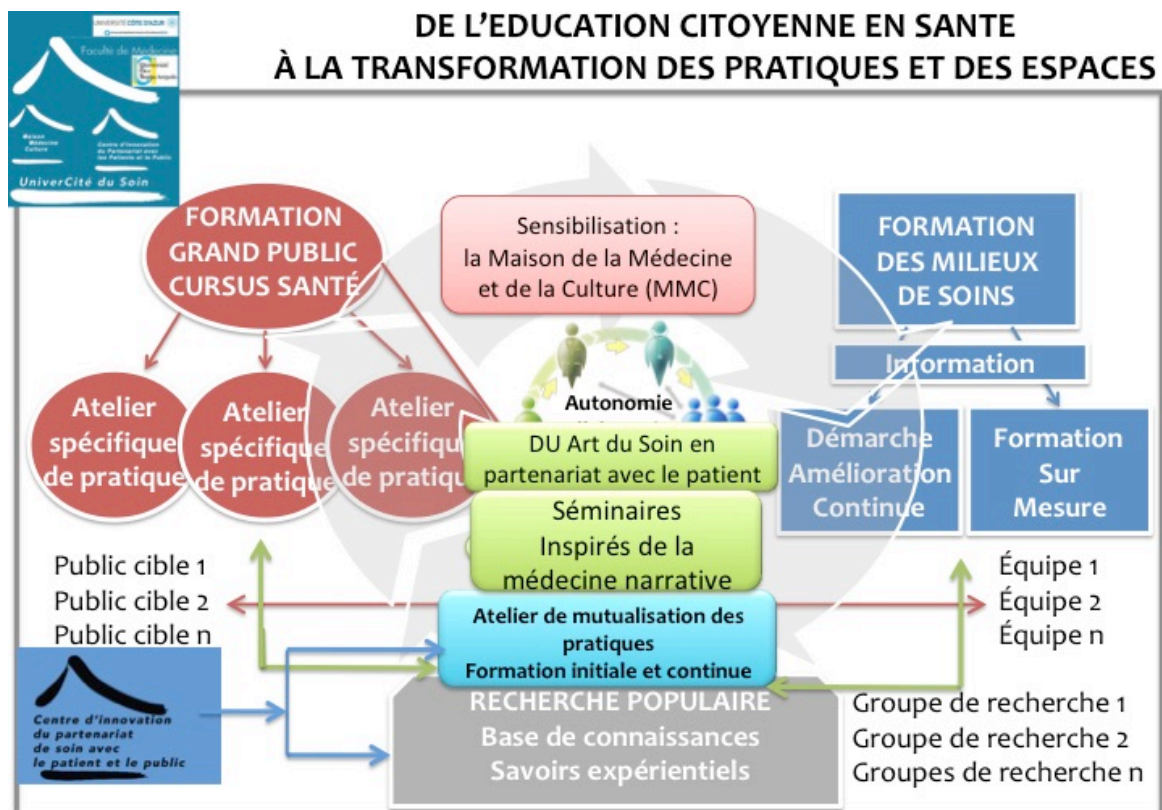 DE L'EDUCATION CITOYENNE EN SANTE
À LA TRANSFORMATION DES PRATIQUES ET DES ESPACES
UNIVERSITÉ CÔTE D'AZUR
Faculté de Médecine
Maison
Médecine
Culture
Centre d'innovation
du Partenariat avec
les Patients et le Public
UniverCité du Soin
FORMATION
GRAND PUBLIC
CURSUS SANTÉ
Sensibilisation :
la Maison de la Médecine
et de la Culture (MMC)
FORMATION
DES MILIEUX
DE SOINS
Information
Atelier
spécifique
de pratique
Atelier
spécifique
de pratique
Atelier
spécifique
de pratique
Autonomie
DU Art du Soin en
partenariat avec le patient
Démarche
Amélioration
Continue
Formation
Sur
Mesure
Séminaires
Inspirés de la
médecine narrative
Public cible 1
Public cible 2
Public cible n
Équipe 1
Équipe 2
Équipe n
Atelier de mutualisation des
pratiques
Formation initiale et continue
Centre d'innovation
du partenariat
de soin avec
le patient et le public
RECHERCHE POPULAIRE
Base de connaissances
Savoirs expérientiels
Groupe de recherche 1
Groupe de recherche 2
Groupes de recherche n